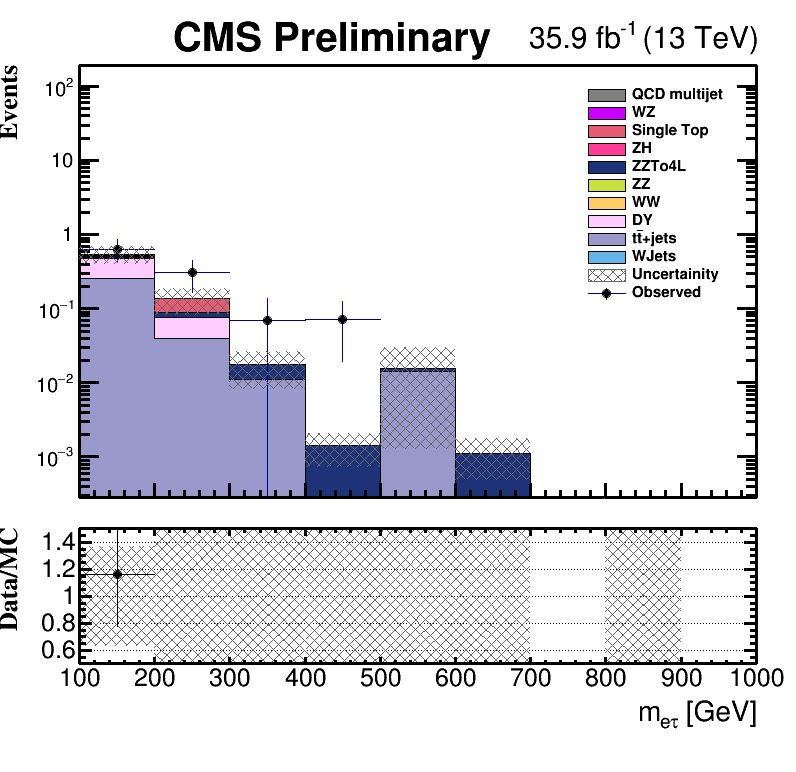 CMS Preliminary 35.9 fb⁻¹ (13 TeV)
Events
10²
10
1
10⁻¹
10⁻²
10⁻³
QCD multijet
WZ
Single Top
ZH
ZZTo4L
ZZ
WW
DY
tt̄+jets
WJets
Uncertainity
Observed
Data/MC
1.4
1.2
1
0.8
0.6
100 200 300 400 500 600 700 800 900 1000
m_eτ [GeV]